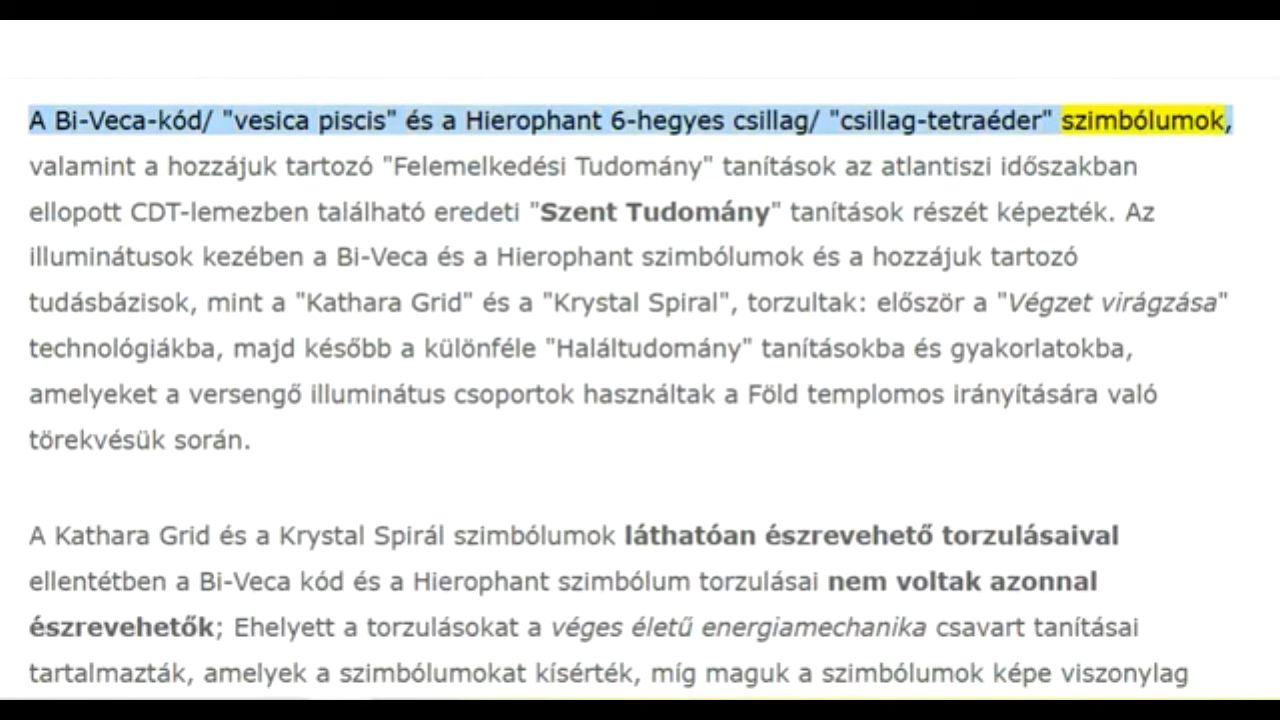 A Bi-Veca-kód/ "vesica piscis" és a Hierophant 6-hegyes csillag/ "csillag-tetraéder" szimbólumok,
valamint a hozzájuk tartozó "Felemelkedési Tudomány" tanítások az atlantiszi időszakban
ellopott CDT-lemezben található eredeti "Szent Tudomány" tanítások részét képezték. Az
illuminátusok kezében a Bi-Veca és a Hierophant szimbólumok és a hozzájuk tartozó
tudásbázisok, mint a "Kathara Grid" és a "Krystal Spiral", torzultak: először a "Végzet virágzása"
technológiákba, majd később a különféle "Haláltudomány" tanításokba és gyakorlatokba,
amelyeket a versengő illuminátus csoportok használtak a Föld templomos irányítására való
törekvésük során.
A Kathara Grid és a Krystal Spirál szimbólumok láthatóan észrevehető torzulásaival
ellentétben a Bi-Veca kód és a Hierophant szimbólum torzulásai nem voltak azonnal
észrevehetők; Ehelyett a torzulásokat a véges életű energiamechanika csavart tanításai
tartalmazták, amelyek a szimbólumokat kísérték, míg maguk a szimbólumok képe viszonylag